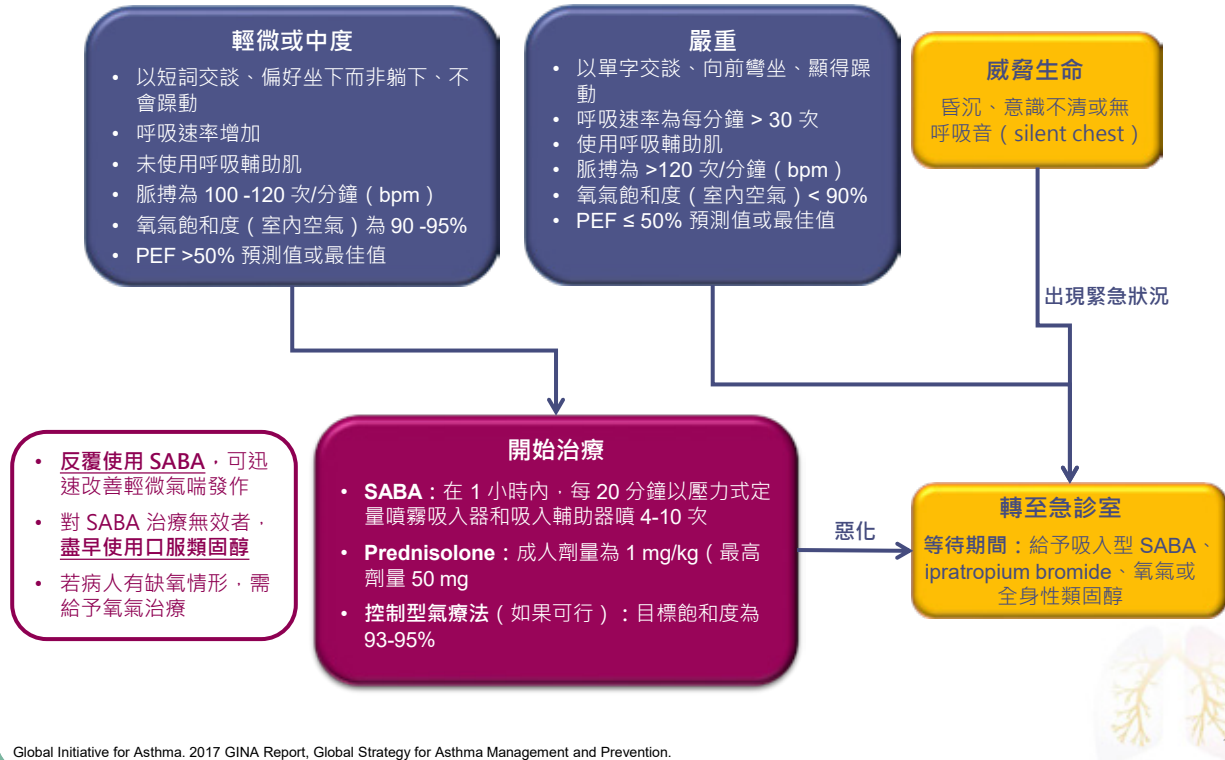 輕微或中度
• 以短詞交談、偏好坐下而非躺下、不
會躁動
• 呼吸速率增加
• 未使用呼吸輔助肌
• 脈搏為 100 -120 次/分鐘（bpm）
• 氧氣飽和度（室內空氣）為 90 -95%
• PEF >50% 預測值或最佳值
嚴重
• 以單字交談、向前彎坐、顯得躁
動
• 呼吸速率為每分鐘 > 30 次
• 使用呼吸輔助肌
• 脈搏為 >120 次/分鐘（bpm）
• 氧氣飽和度（室內空氣）< 90%
• PEF ≤ 50% 預測值或最佳值
威脅生命
昏沉、意識不清或無
呼吸音（silent chest）
出現緊急狀況
• 反覆使用 SABA，可迅
速改善輕微氣喘發作
• 對 SABA 治療無效者，
盡早使用口服類固醇
• 若病人有缺氧情形，需
給予氧氣治療
開始治療
• SABA：在 1 小時內，每 20 分鐘以壓力式定
量噴霧吸入器和吸入輔助器噴 4-10 次
• Prednisolone：成人劑量為 1 mg/kg（最高
劑量 50 mg
• 控制型氧療法（如果可行）：目標飽和度為
93-95%
惡化
轉至急診室
等待期間：給予吸入型 SABA、
ipratropium bromide、氧氣或
全身性類固醇
Global Initiative for Asthma. 2017 GINA Report, Global Strategy for Asthma Management and Prevention.